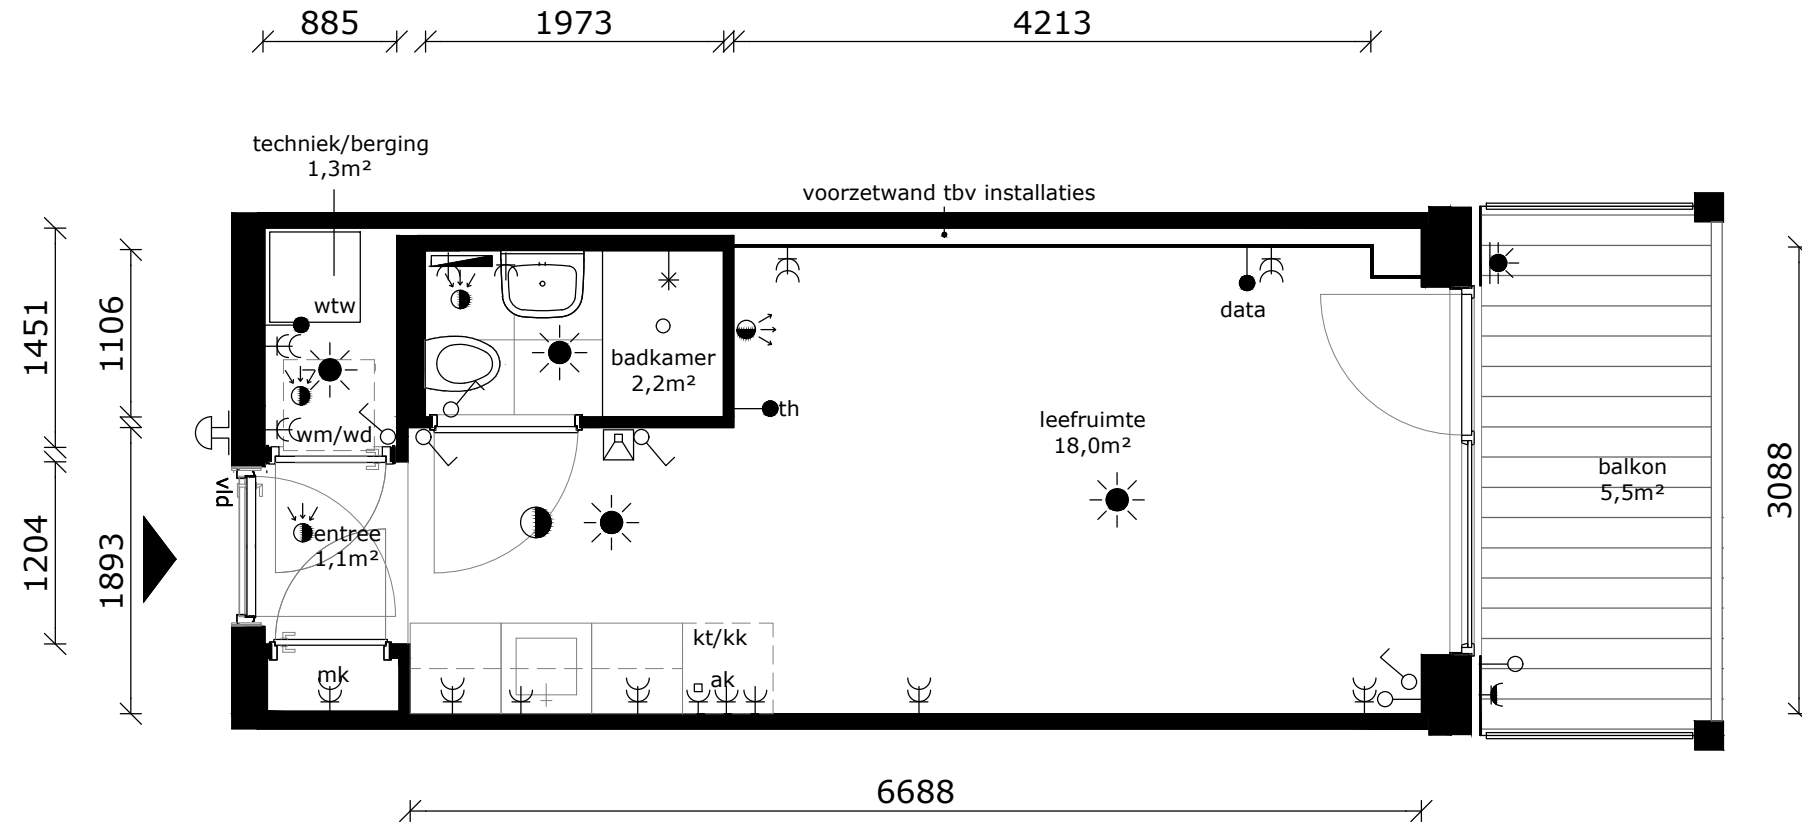 885
1973
4213
techniek/berging
1,3m²
voorzetwand tbv installaties
wtw
data
1451
1106
badkamer
2,2m²
th
leefruimte
18,0m²
wm/wd
balkon
5,5m²
3088
vld
entree
1,1m²
1204
1893
kt/kk
mk
ak
6688